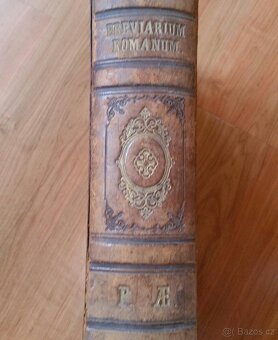 BREVIARIUM
ROMANUM.
P. Æ
Bazos.cz